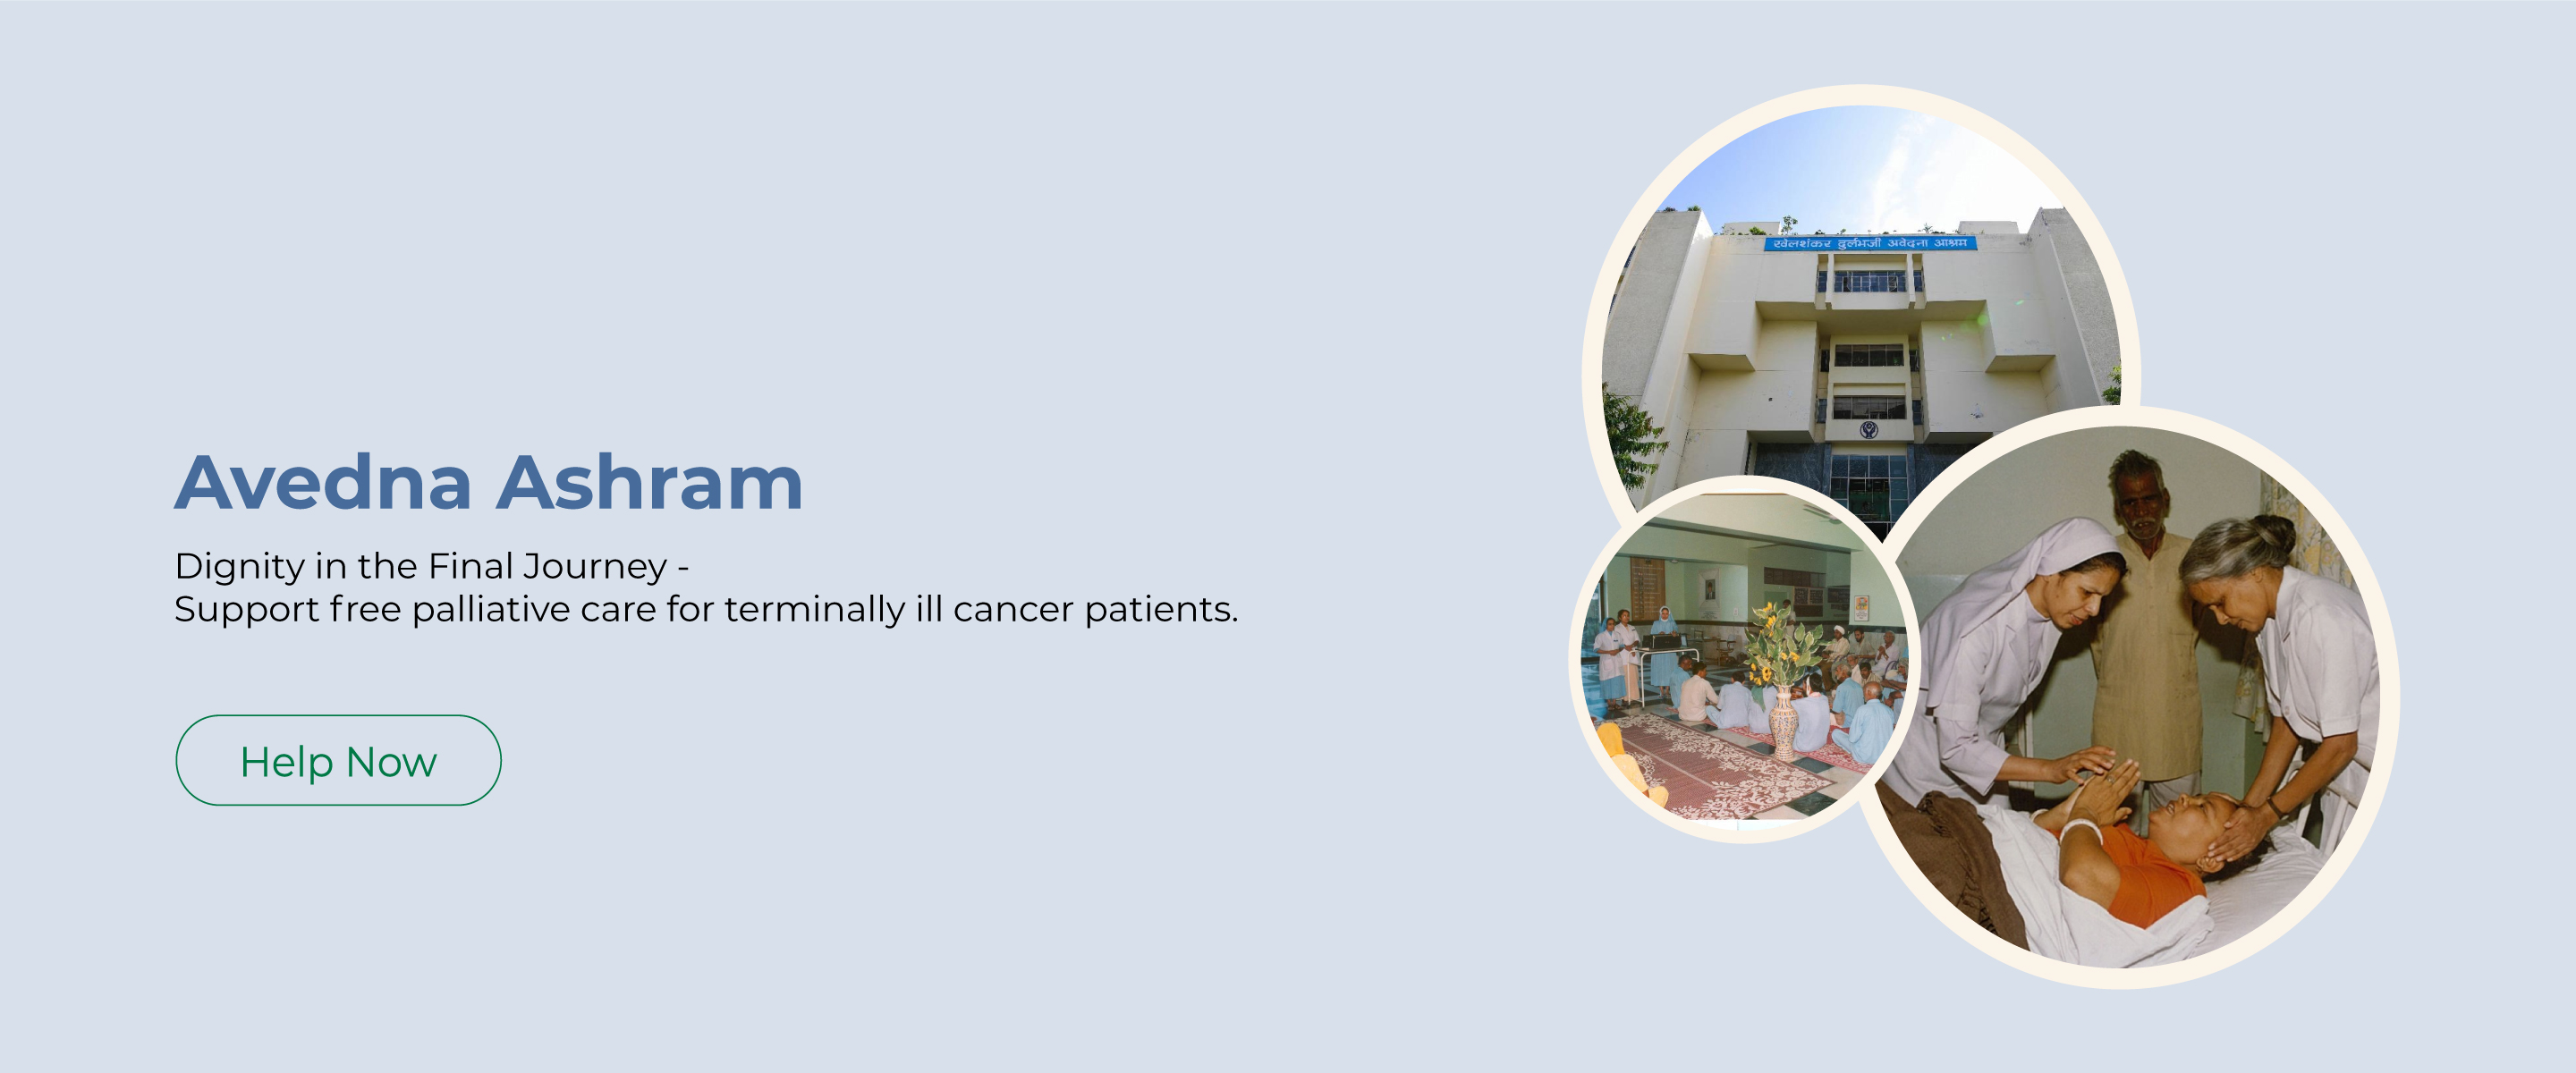 Avedna Ashram
Dignity in the Final Journey -
Support free palliative care for terminally ill cancer patients.
Help Now
खेलशंकर दुर्लभजी अवेदना आश्रम